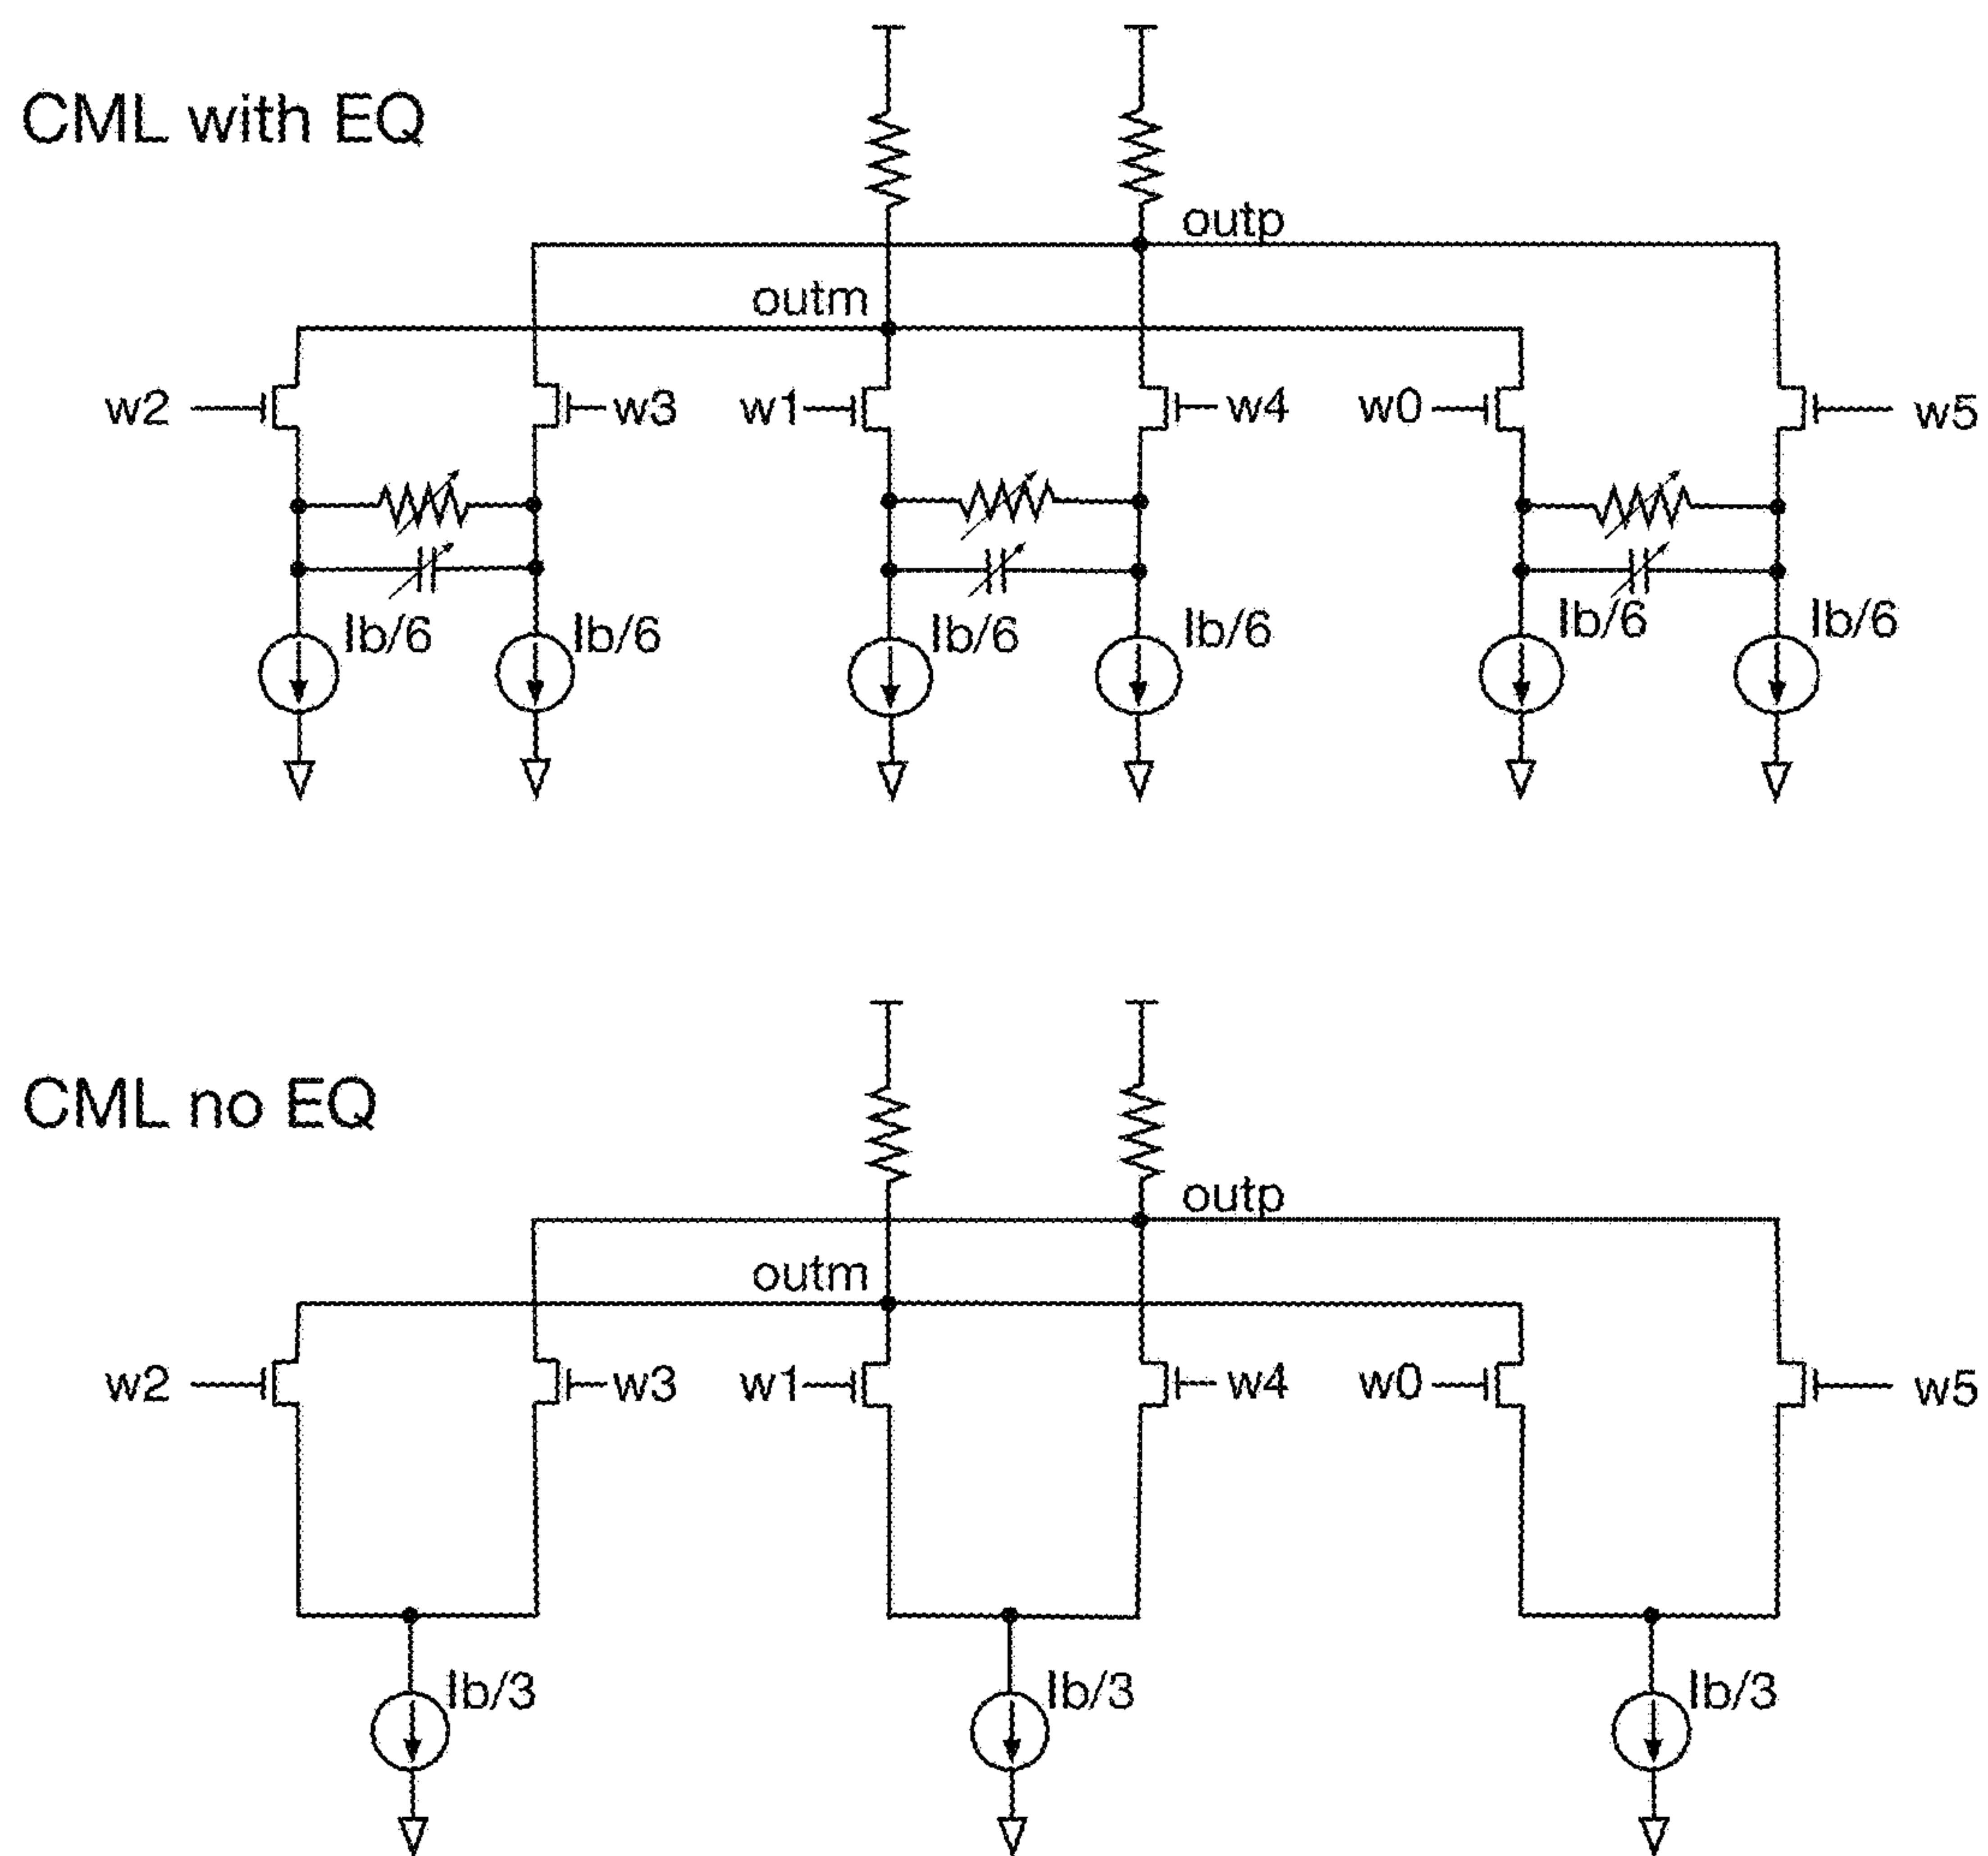 CML with EQ
outp
outm
w2 w3 w1 w4 w0 w5
Ib/6 Ib/6 Ib/6 Ib/6 Ib/6 Ib/6
CML no EQ
outp
outm
w2 w3 w1 w4 w0 w5
Ib/3 Ib/3 Ib/3